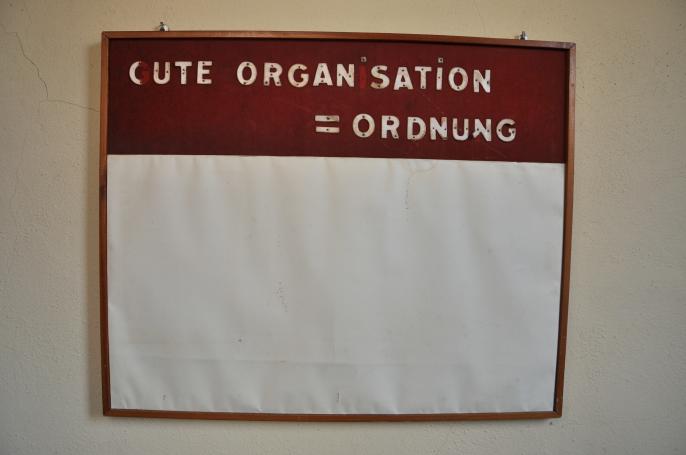 GUTE ORGANISATION
= ORDNUNG